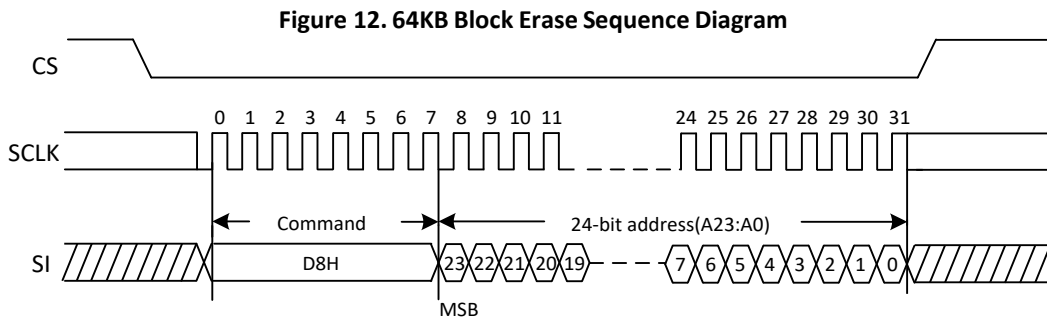 Figure 12. 64KB Block Erase Sequence Diagram
CS
SCLK
0 1 2 3 4 5 6 7 8 9 10 11 24 25 26 27 28 29 30 31
Command
24-bit address(A23:A0)
SI
D8H
23 22 21 20 19 7 6 5 4 3 2 1 0
MSB